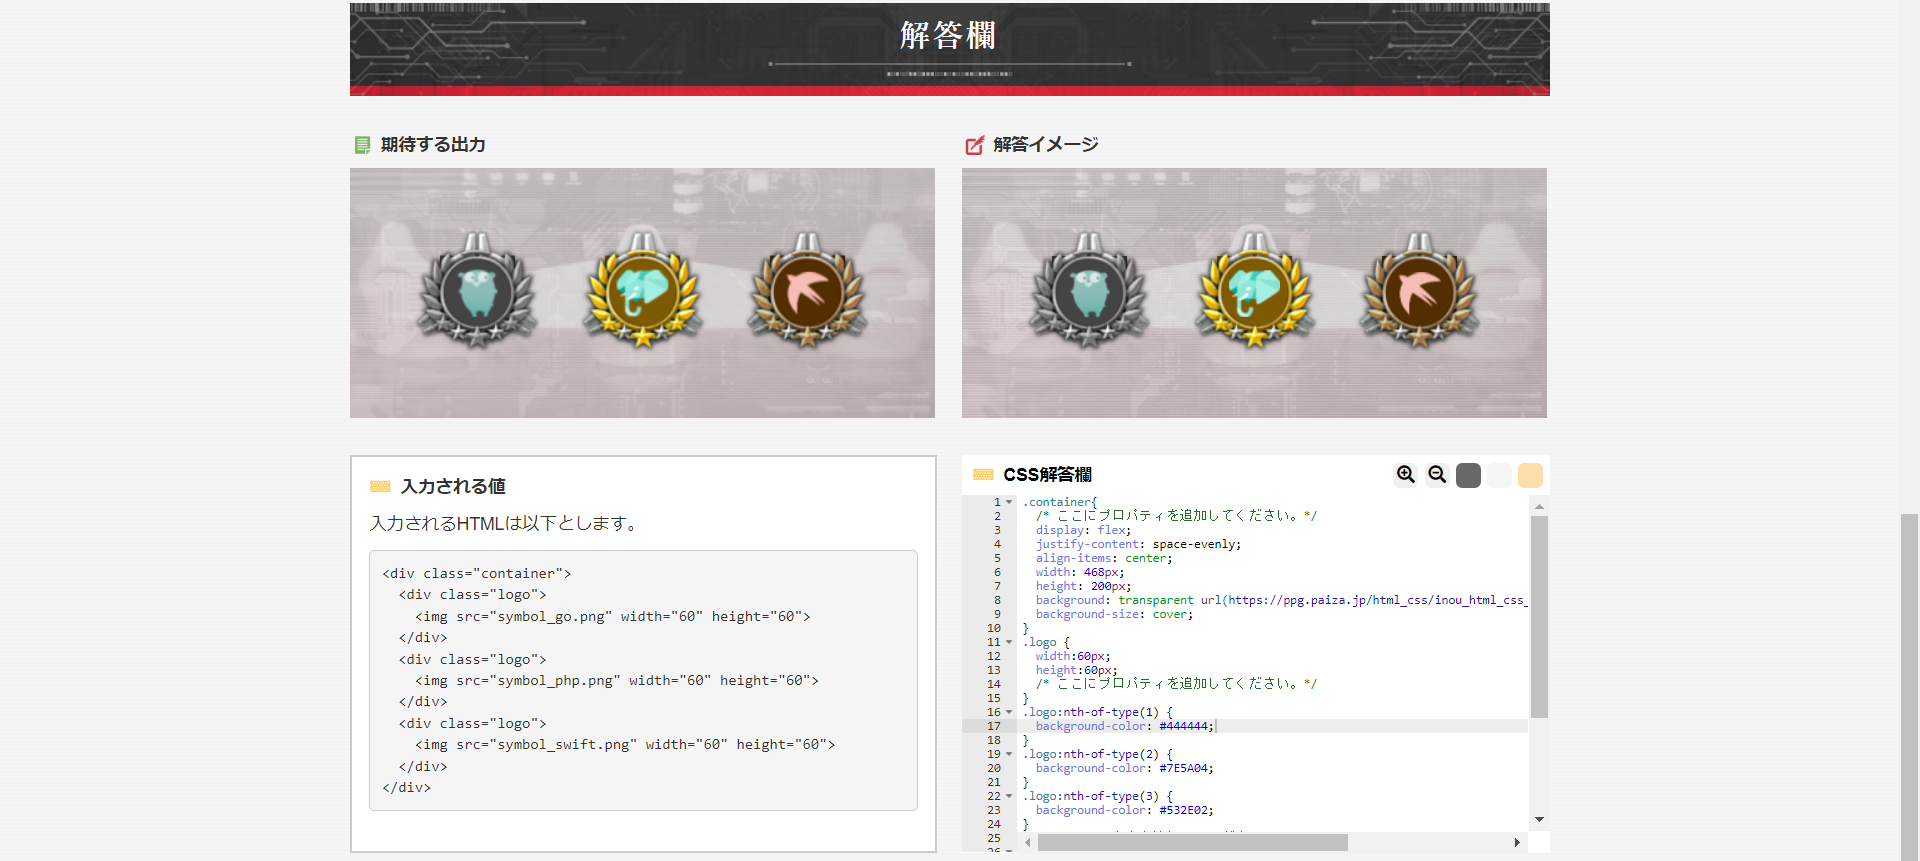 解答欄
期待する出力
解答イメージ
入力される値
入力されるHTMLは以下とします。
<div class="container">
  <div class="logo">
    <img src="symbol_go.png" width="60" height="60">
  </div>
  <div class="logo">
    <img src="symbol_php.png" width="60" height="60">
  </div>
  <div class="logo">
    <img src="symbol_swift.png" width="60" height="60">
  </div>
</div>
CSS解答欄
1 .container{
2   /* ここにプロパティを追加してください。*/
3   display: flex;
4   justify-content: space-evenly;
5   align-items: center;
6   width: 468px;
7   height: 200px;
8   background: transparent url(https://ppg.paiza.jp/html_css/inou_html_css_
9   background-size: cover;
10 }
11 .logo {
12   width:60px;
13   height:60px;
14   /* ここにプロパティを追加してください。*/
15 }
16 .logo:nth-of-type(1) {
17   background-color: #444444;
18 }
19 .logo:nth-of-type(2) {
20   background-color: #7E5A04;
21 }
22 .logo:nth-of-type(3) {
23   background-color: #532E02;
24 }
25
26